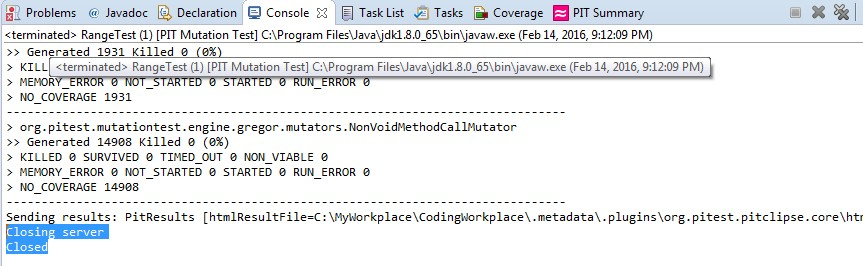 Problems @ Javadoc Declaration Console Task List Tasks Coverage PIT Summary
<terminated> RangeTest (1) [PIT Mutation Test] C:\Program Files\Java\jdk1.8.0_65\bin\javaw.exe (Feb 14, 2016, 9:12:09 PM)
>> Generated 1931 Killed 0 (0%)
> KILL
<terminated> RangeTest (1) [PIT Mutation Test] C:\Program Files\Java\jdk1.8.0_65\bin\javaw.exe (Feb 14, 2016, 9:12:09 PM)
> MEMORY_ERROR 0 NOT_STARTED 0 STARTED 0 RUN_ERROR 0
> NO_COVERAGE 1931
--------------------------------------------------------------------------------
> org.pitest.mutationtest.engine.gregor.mutators.NonVoidMethodCallMutator
>> Generated 14908 Killed 0 (0%)
> KILLED 0 SURVIVED 0 TIMED_OUT 0 NON_VIABLE 0
> MEMORY_ERROR 0 NOT_STARTED 0 STARTED 0 RUN_ERROR 0
> NO_COVERAGE 14908
--------------------------------------------------------------------------------
Sending results: PitResults [htmlResultFile=C:\MyWorkplace\CodingWorkplace\.metadata\.plugins\org.pitest.pitclipse.core\htm
Closing server
Closed